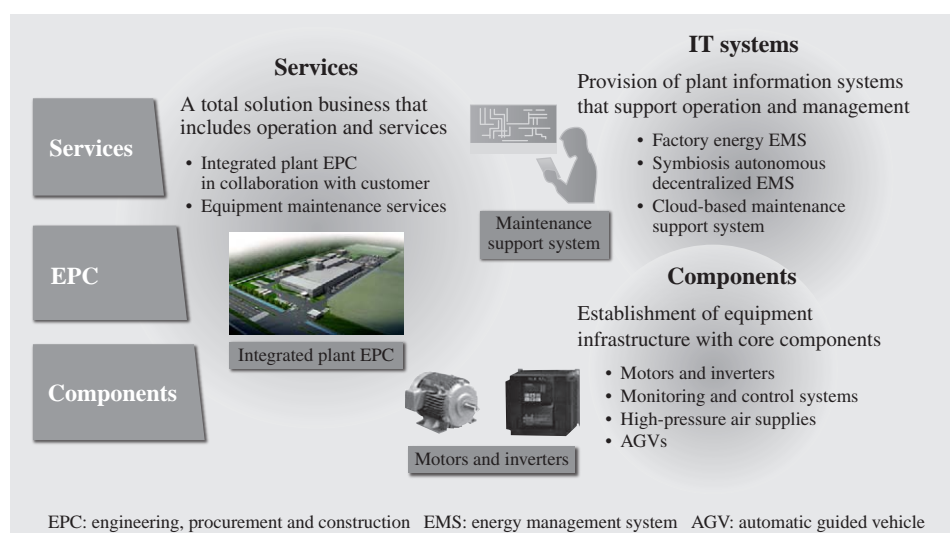 Services
EPC
Components
Services
A total solution business that
includes operation and services
• Integrated plant EPC
in collaboration with customer
• Equipment maintenance services
Integrated plant EPC
IT systems
Provision of plant information systems
that support operation and management
• Factory energy EMS
• Symbiosis autonomous
decentralized EMS
• Cloud-based maintenance
support system
Maintenance
support system
Components
Establishment of equipment
infrastructure with core components
• Motors and inverters
• Monitoring and control systems
• High-pressure air supplies
• AGVs
Motors and inverters
EPC: engineering, procurement and construction EMS: energy management system AGV: automatic guided vehicle